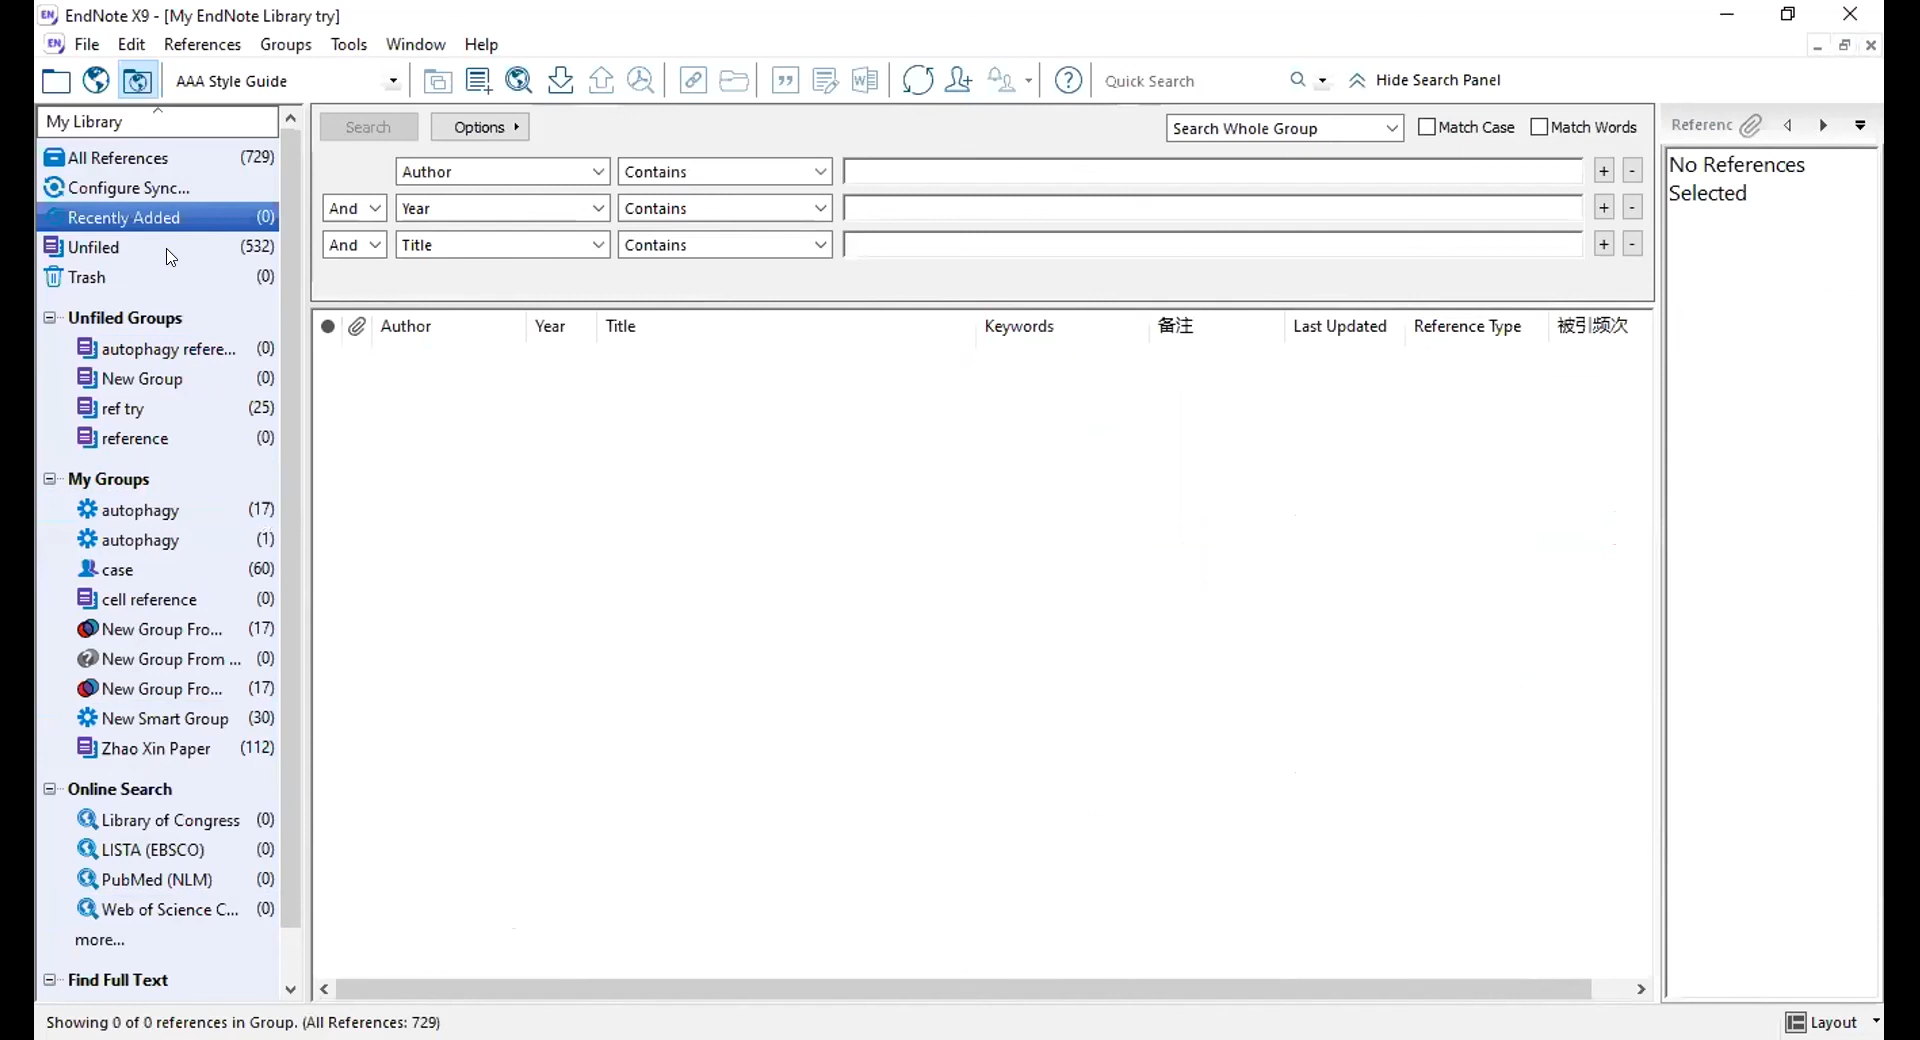 EndNote X9 - [My EndNote Library try]
File Edit References Groups Tools Window Help
AAA Style Guide
Quick Search
Hide Search Panel
My Library
All References (729)
Configure Sync...
Recently Added (0)
Unfiled (532)
Trash (0)
Unfiled Groups
autophagy refere... (0)
New Group (0)
ref try (25)
reference (0)
My Groups
autophagy (17)
autophagy (1)
case (60)
cell reference (0)
New Group Fro... (17)
New Group From ... (0)
New Group Fro... (17)
New Smart Group (30)
Zhao Xin Paper (112)
Online Search
Library of Congress (0)
LISTA (EBSCO) (0)
PubMed (NLM) (0)
Web of Science C... (0)
more...
Find Full Text
Search Options Search Whole Group Match Case Match Words
Author Contains + -
And Year Contains + -
And Title Contains + -
Author Year Title Keywords 备注 Last Updated Reference Type 被引频次
Referenc
No References
Selected
Showing 0 of 0 references in Group. (All References: 729)
Layout